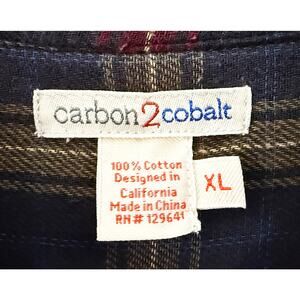 carbon2cobalt
100% Cotton
Designed in
California
Made in China
RN# 129641
XL